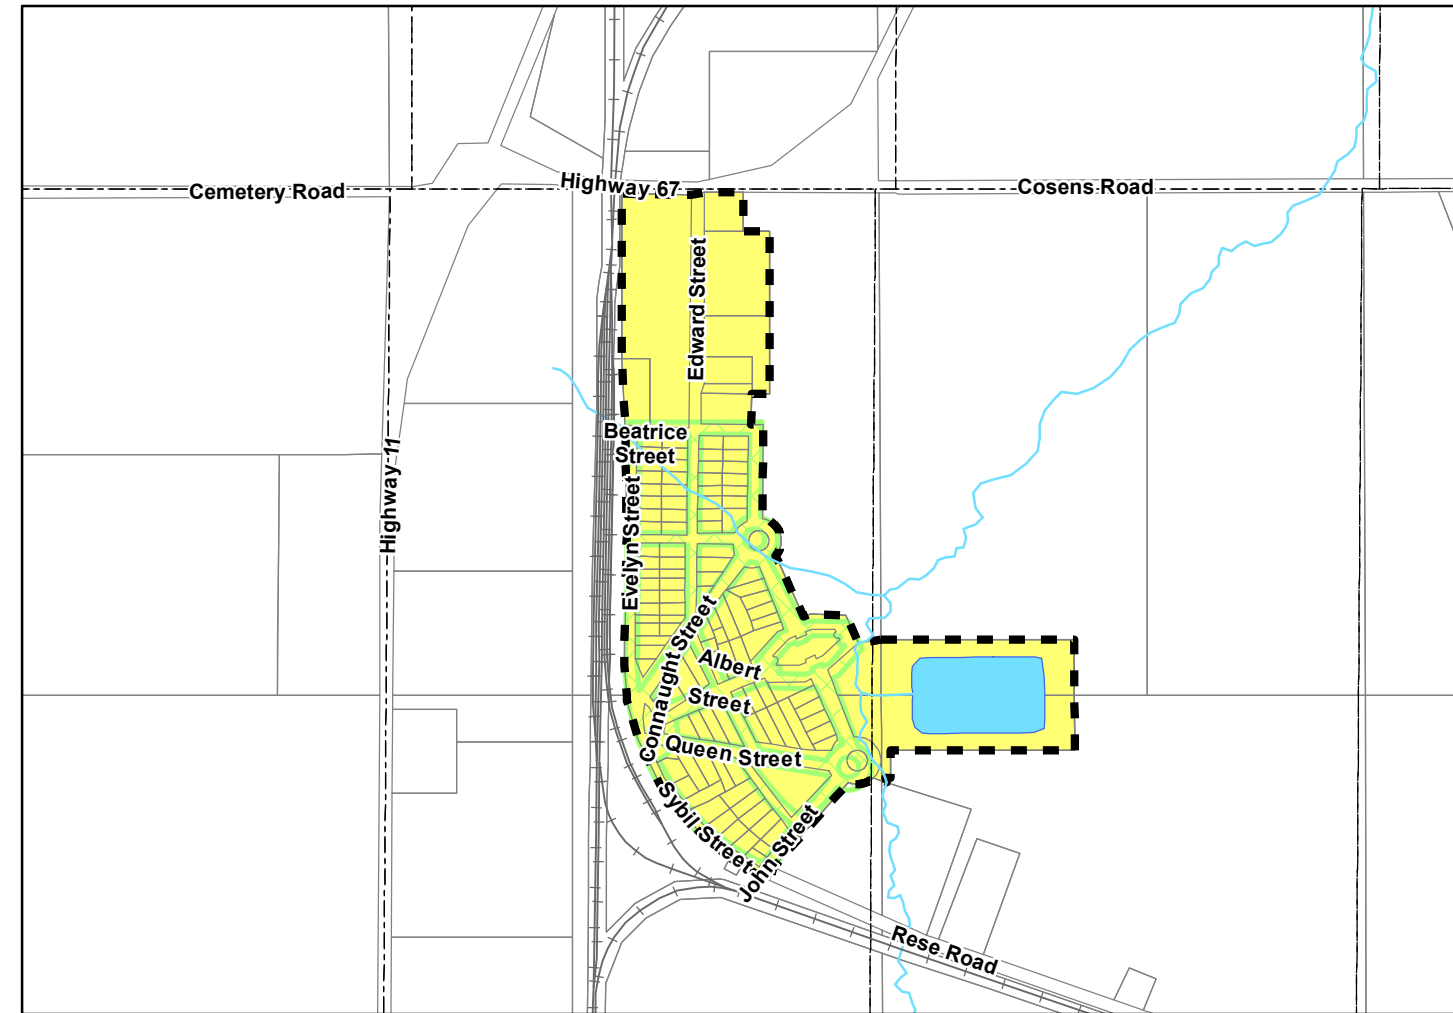 Cemetery Road
Highway 67
Cosens Road
Edward Street
Beatrice
Street
Highway 11
Evelyn Street
Connaught Street
Albert
Street
Queen Street
Sybil Street
John Street
Rese Road